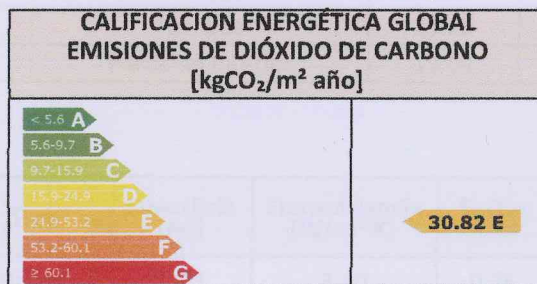 CALIFICACION ENERGÉTICA GLOBAL
EMISIONES DE DIÓXIDO DE CARBONO
[kgCO₂/m² año]
< 5.6 A
5.6-9.7 B
9.7-15.9 C
15.9-24.9 D
24.9-53.2 E
30.82 E
53.2-60.1 F
≥ 60.1 G